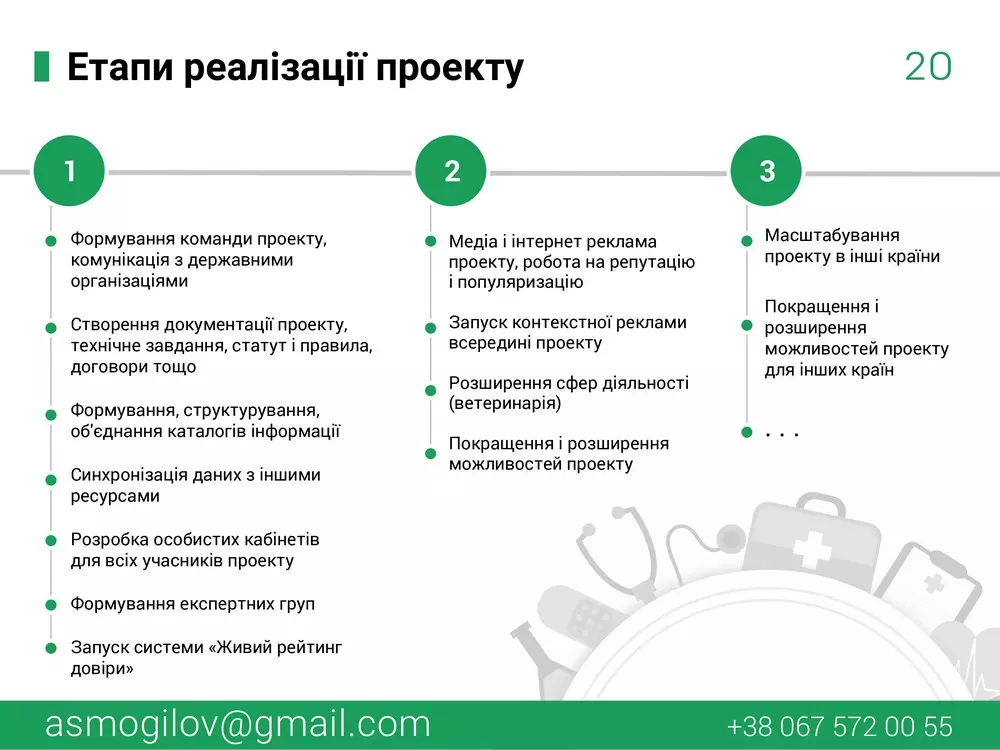 Етапи реалізації проекту
20
1
Формування команди проекту,
комунікація з державними
організаціями
Створення документації проекту,
технічне завдання, статут і правила,
договори тощо
Формування, структурування,
об'єднання каталогів інформації
Синхронізація даних з іншими
ресурсами
Розробка особистих кабінетів
для всіх учасників проекту
Формування експертних груп
Запуск системи «Живий рейтинг
довіри»
2
Медіа і інтернет реклама
проекту, робота на репутацію
і популяризацію
Запуск контекстної реклами
всередині проекту
Розширення сфер діяльності
(ветеринарія)
Покращення і розширення
можливостей проекту
3
Масштабування
проекту в інші країни
Покращення і
розширення
можливостей проекту
для інших країн
. . .
asmogilov@gmail.com
+38 067 572 00 55